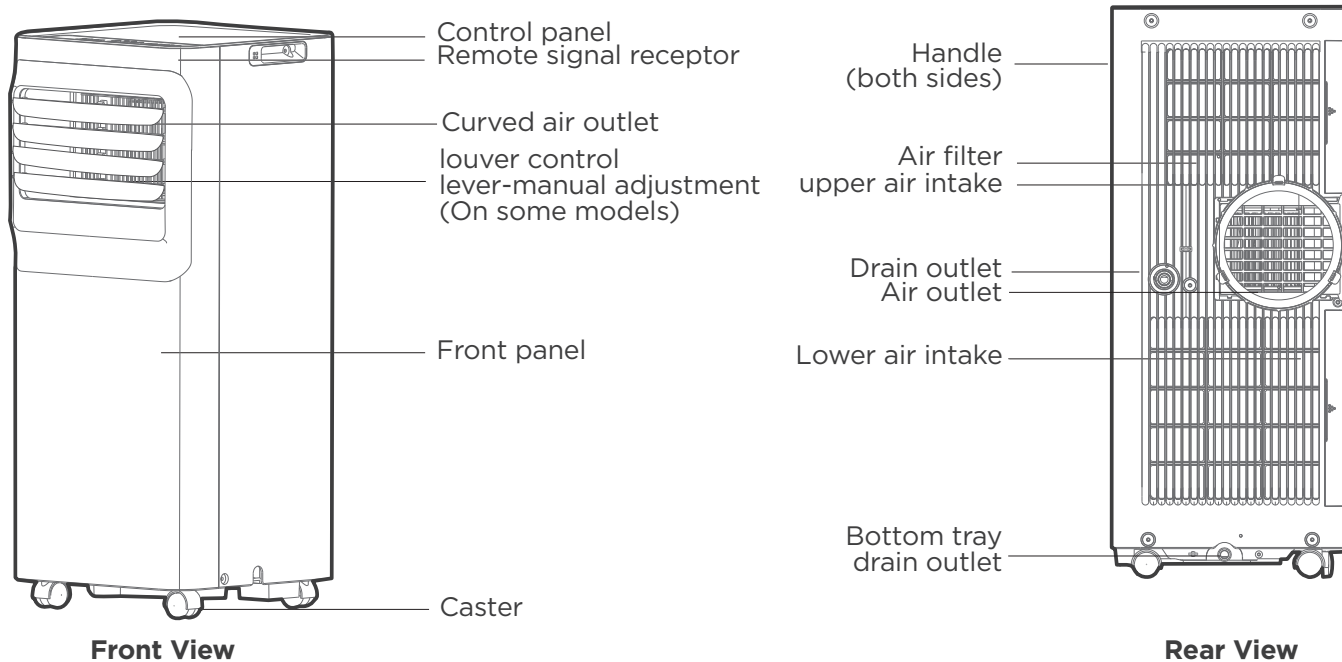 Control panel
Remote signal receptor
Curved air outlet
louver control
lever-manual adjustment
(On some models)
Front panel
Caster
Front View
Handle
(both sides)
Air filter
upper air intake
Drain outlet
Air outlet
Lower air intake
Bottom tray
drain outlet
Rear View